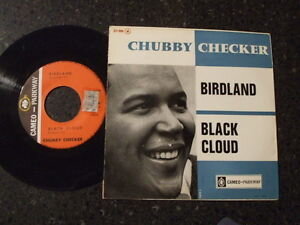 CHUBBY CHECKER
BIRDLAND
BLACK
CLOUD
CAMEO-PARKWAY
BIRDLAND
BLACK CLOUD
CHUBBY CHECKER
CAMEO - PARKWAY